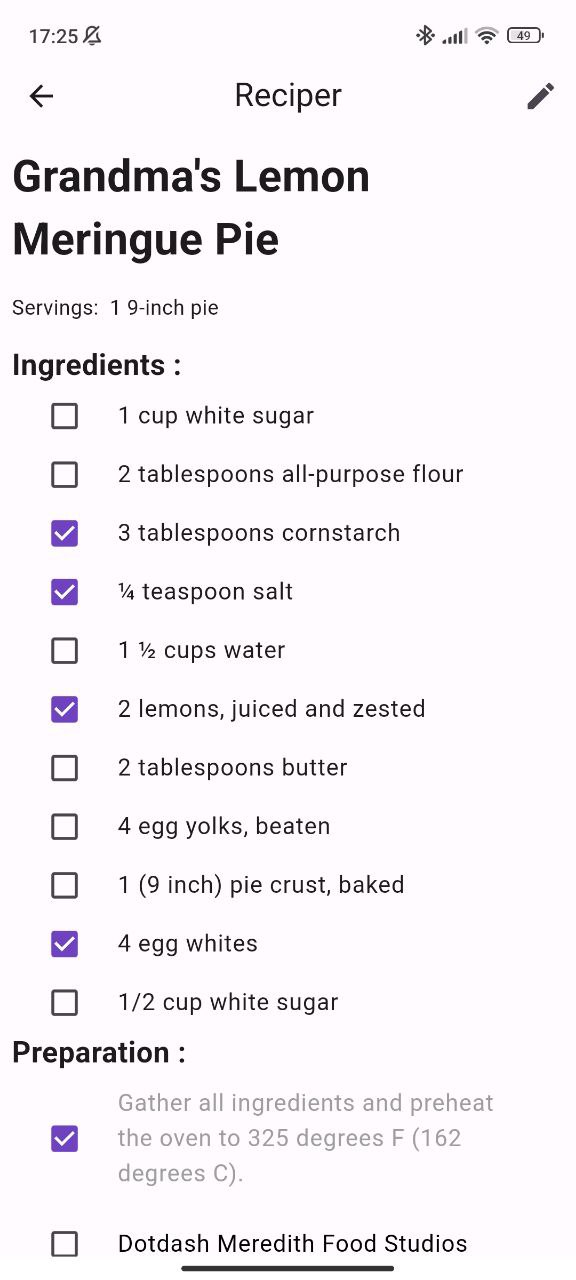 17:25
49
Reciper
Grandma's Lemon
Meringue Pie
Servings: 1 9-inch pie
Ingredients :
1 cup white sugar
2 tablespoons all-purpose flour
3 tablespoons cornstarch
¼ teaspoon salt
1 ½ cups water
2 lemons, juiced and zested
2 tablespoons butter
4 egg yolks, beaten
1 (9 inch) pie crust, baked
4 egg whites
1/2 cup white sugar
Preparation :
Gather all ingredients and preheat
the oven to 325 degrees F (162
degrees C).
Dotdash Meredith Food Studios